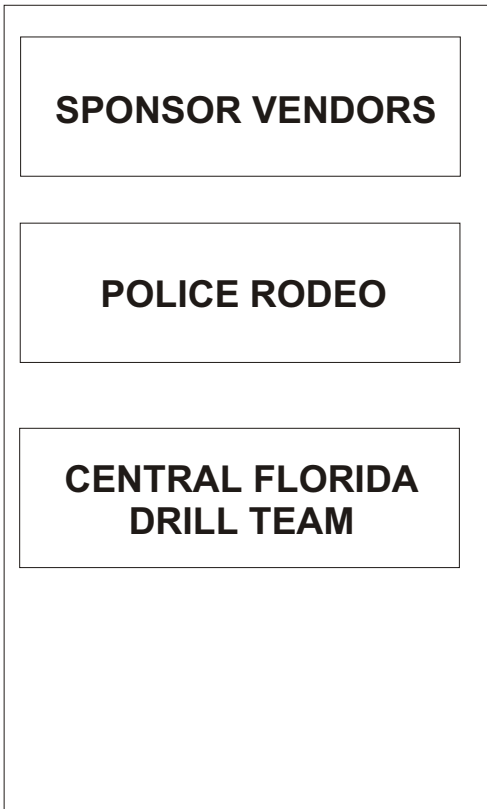 SPONSOR VENDORS
POLICE RODEO
CENTRAL FLORIDA
DRILL TEAM